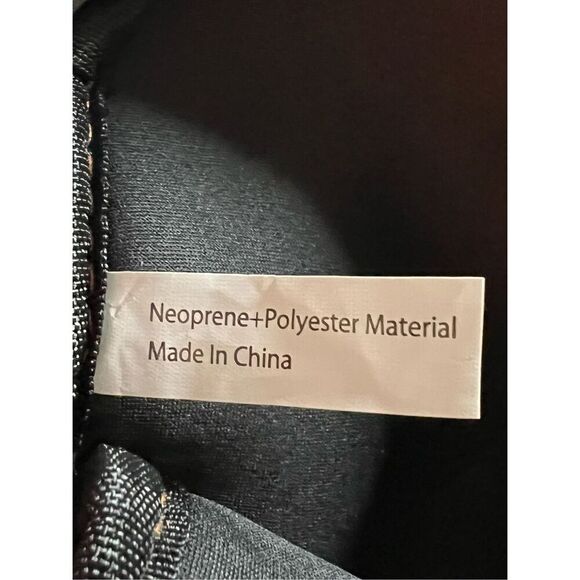 Neoprene+Polyester Material
Made In China